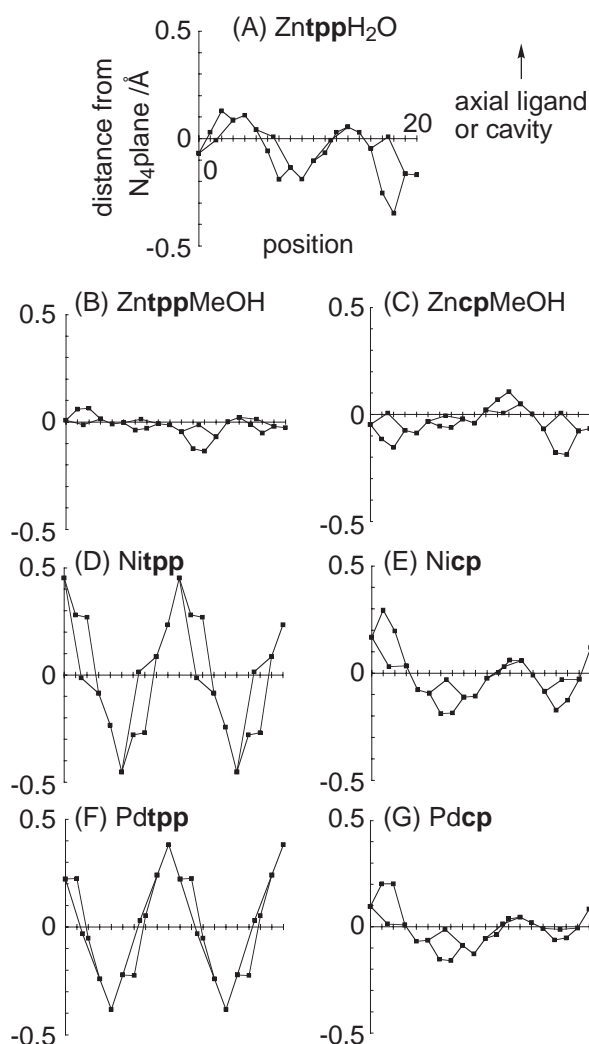 0.5 (A) ZntppH₂O
distance from
N₄plane /Å
axial ligand
or cavity
0
20
0
-0.5
position
0.5 (B) ZntppMeOH
0
-0.5
0.5 (C) ZncpMeOH
0
-0.5
0.5 (D) Nitpp
0
-0.5
0.5 (E) Nicp
0
-0.5
0.5 (F) Pdtpp
0
-0.5
0.5 (G) Pdcp
0
-0.5